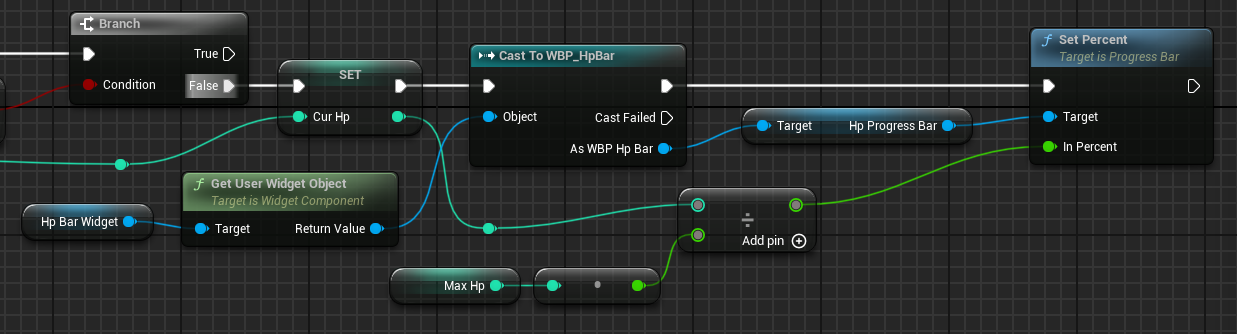 Branch
True
Condition
False
SET
Cur Hp
Cast To WBP_HpBar
Object
Cast Failed
As WBP Hp Bar
Target
Hp Progress Bar
f Set Percent
Target is Progress Bar
Target
In Percent
f Get User Widget Object
Target is Widget Component
Target
Return Value
Hp Bar Widget
÷
Add pin
Max Hp